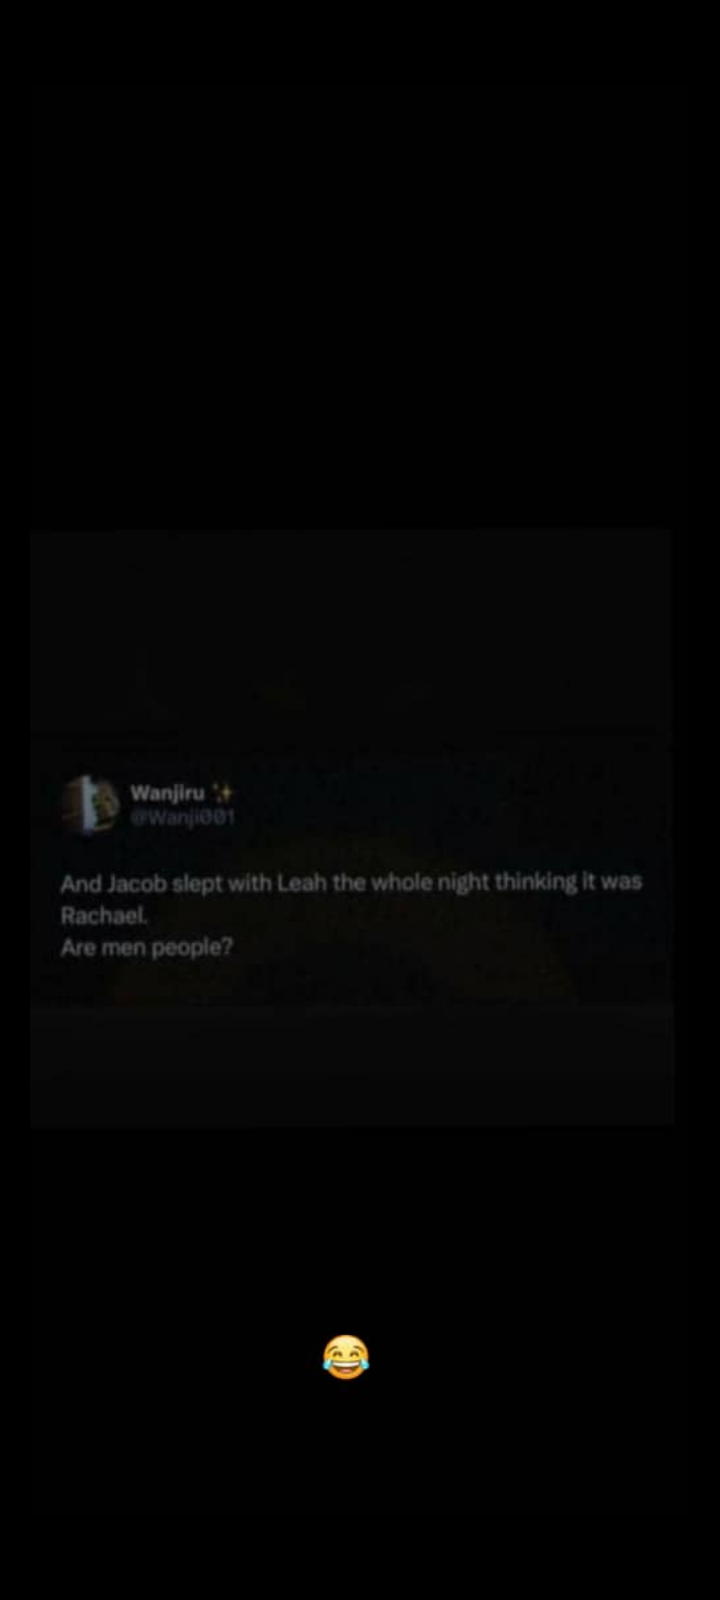 Wanjiru ✨
@Wanji001
And Jacob slept with Leah the whole night thinking it was
Rachael.
Are men people?
😂